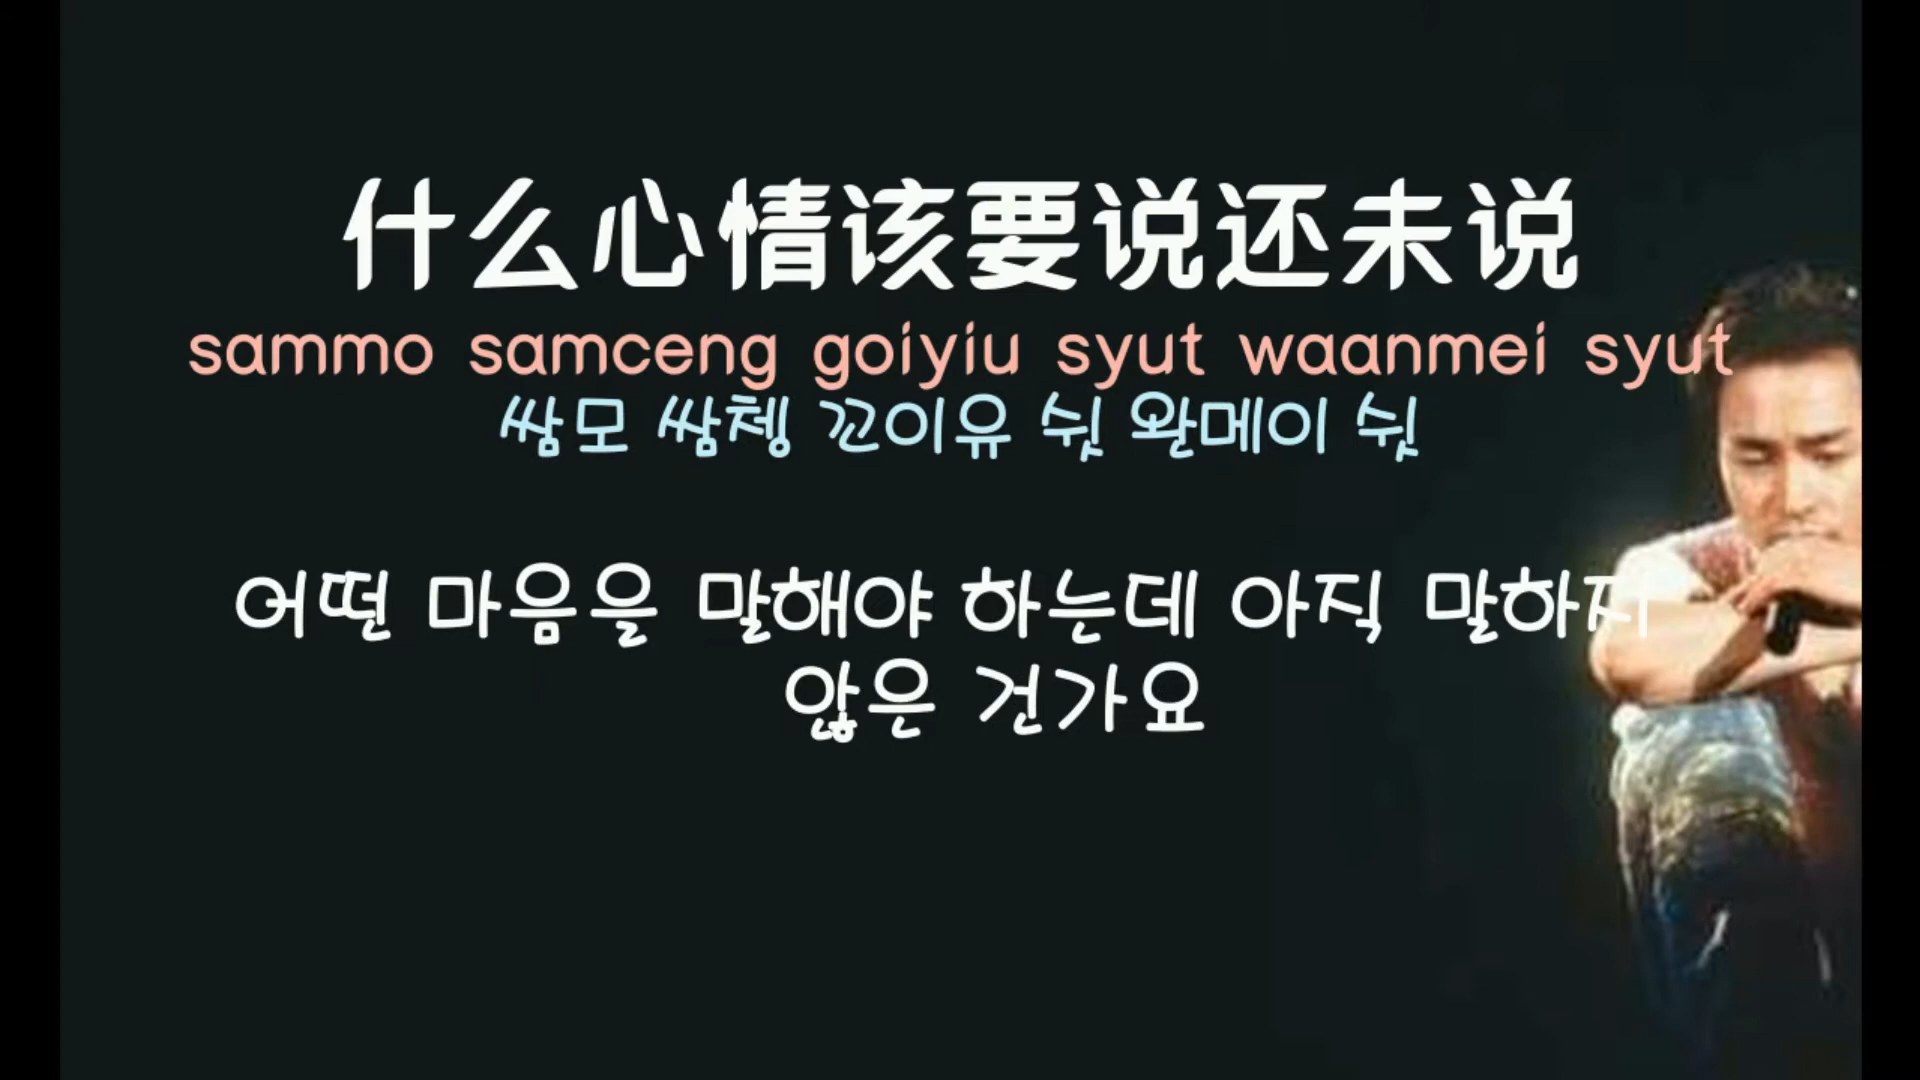 什么心情该要说还未说
sammo samceng goiyiu syut waanmei syut
쌈모 쌈쳉 꼬이유 쉿 완메이 쉿
어떤 마음을 말해야 하는데 아직 말하지
않은 건가요